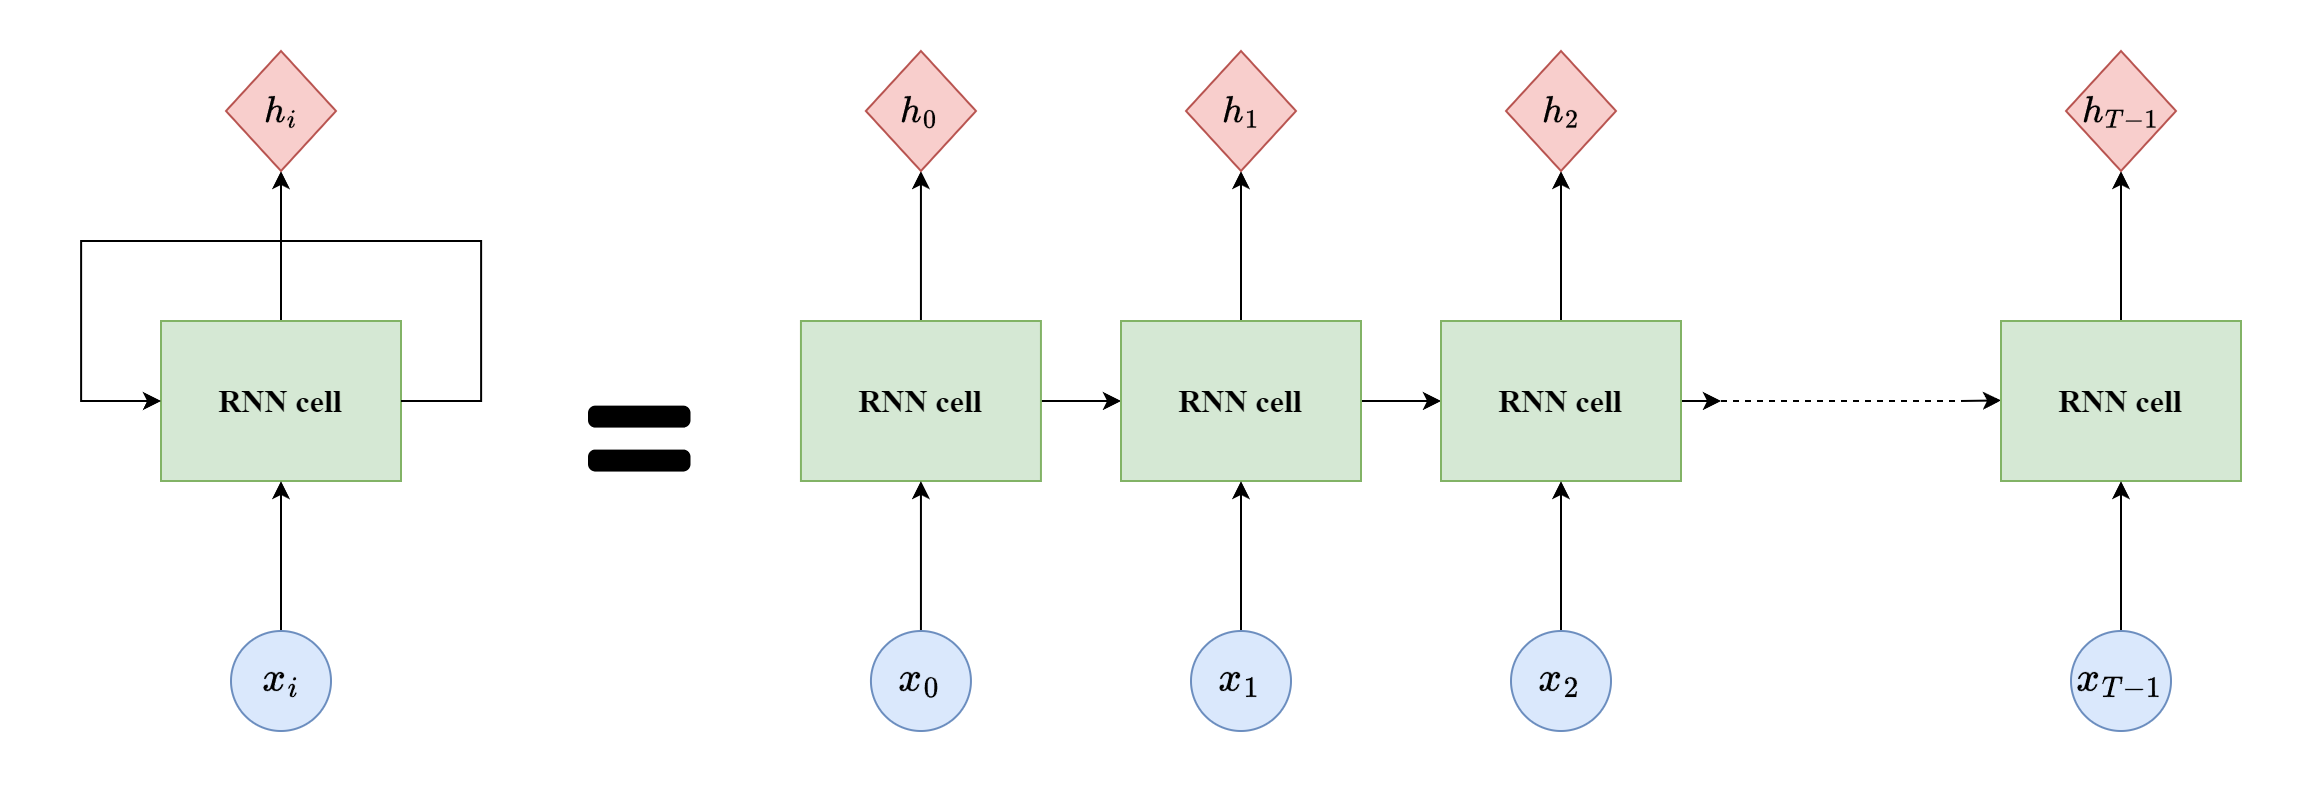 h_i h_0 h_1 h_2 h_{T-1}
RNN cell RNN cell RNN cell RNN cell RNN cell
=
x_i x_0 x_1 x_2 x_{T-1}